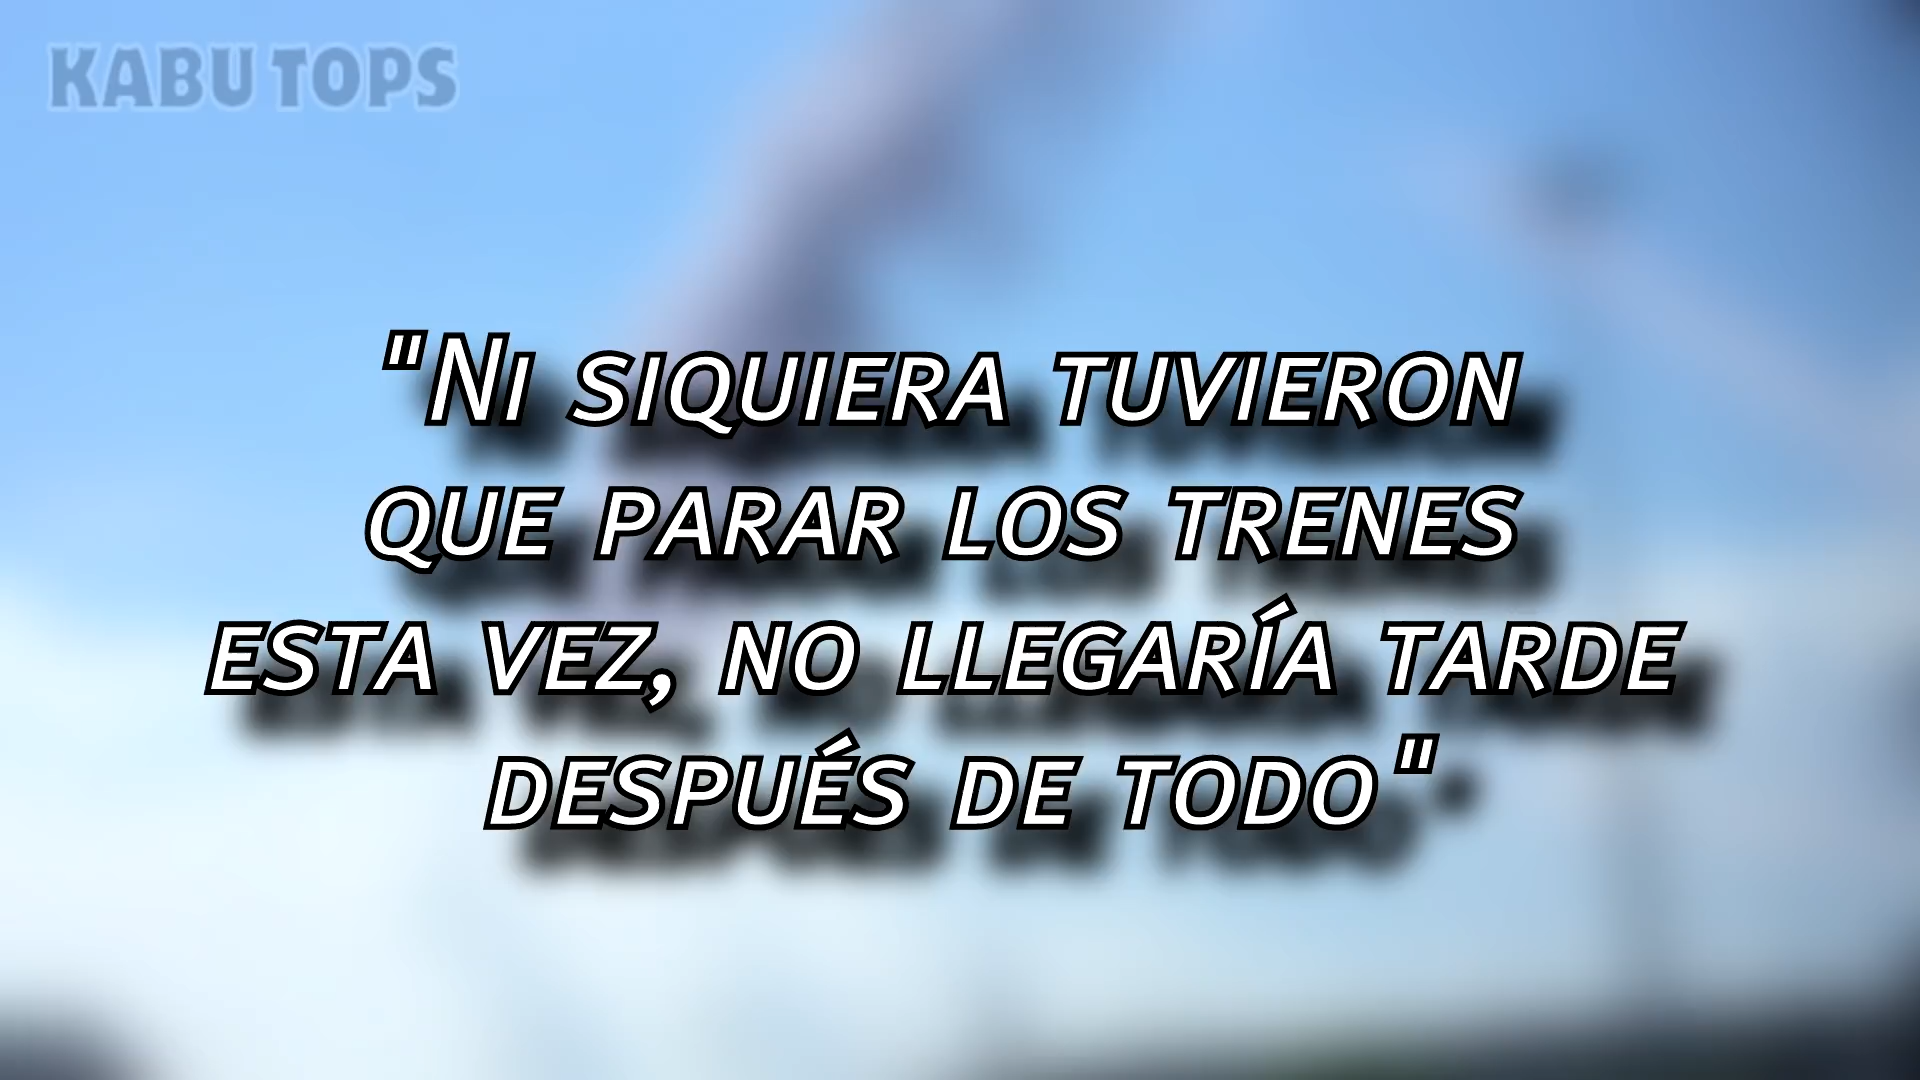 KABU TOPS
"NI SIQUIERA TUVIERON
QUE PARAR LOS TRENES
ESTA VEZ, NO LLEGARÍA TARDE
DESPUÉS DE TODO"